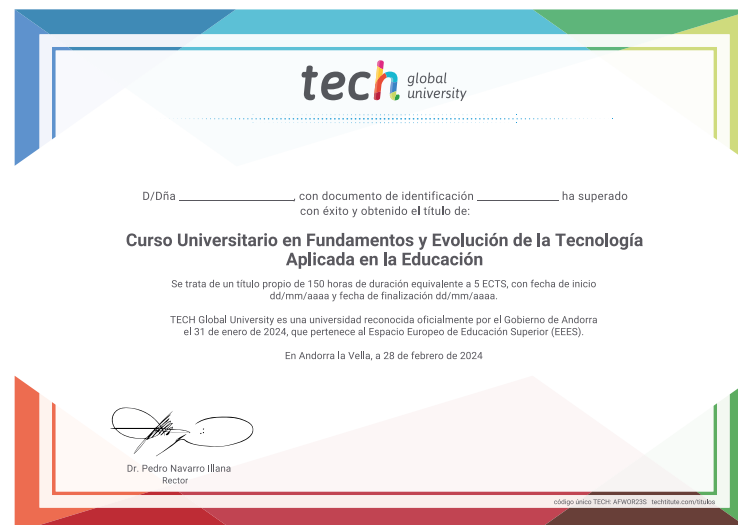 tech global university
D/Dña ____________________, con documento de identificación ______________ ha superado
con éxito y obtenido el título de:
Curso Universitario en Fundamentos y Evolución de la Tecnología
Aplicada en la Educación
Se trata de un título propio de 150 horas de duración equivalente a 5 ECTS, con fecha de inicio
dd/mm/aaaa y fecha de finalización dd/mm/aaaa.
TECH Global University es una universidad reconocida oficialmente por el Gobierno de Andorra
el 31 de enero de 2024, que pertenece al Espacio Europeo de Educación Superior (EEES).
En Andorra la Vella, a 28 de febrero de 2024
Dr. Pedro Navarro Illana
Rector
código único TECH: AFWOR23S techtitute.com/titulos